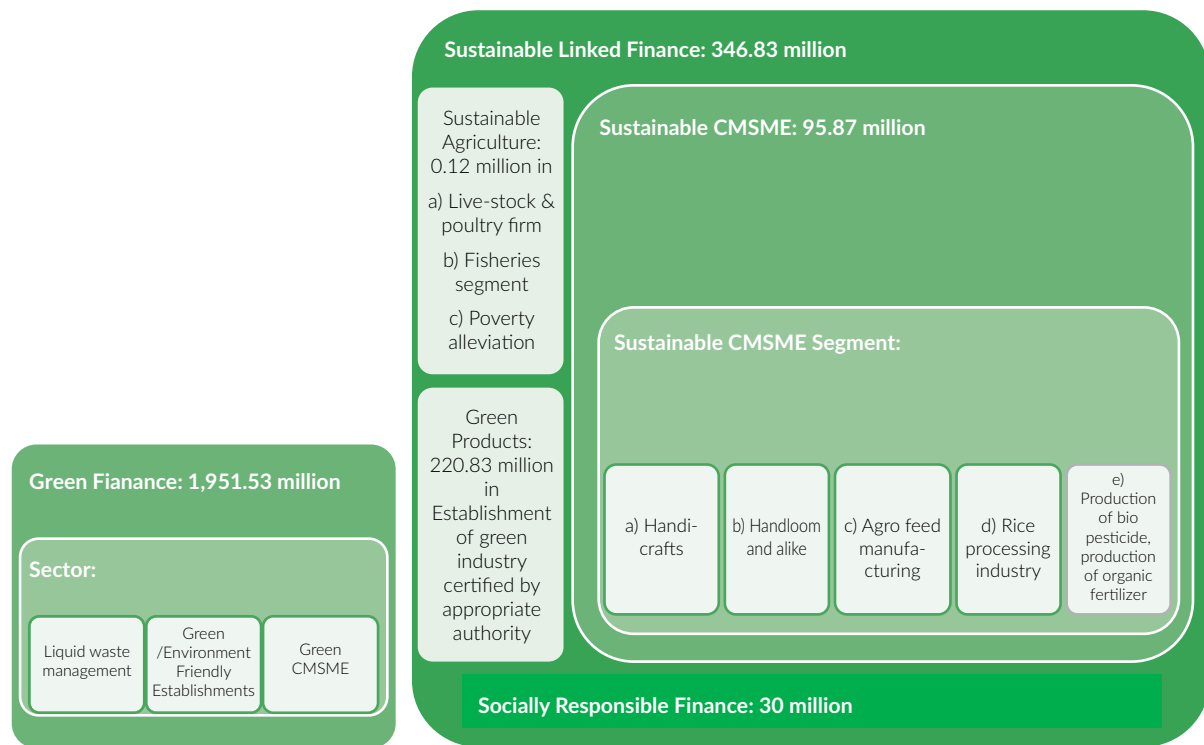 Sustainable Linked Finance: 346.83 million
Sustainable
Agriculture:
0.12 million in
a) Live-stock &
poultry firm
b) Fisheries
segment
c) Poverty
alleviation
Green
Products:
220.83 million
in
Establishment
of green
industry
certified by
appropriate
authority
Sustainable CMSME: 95.87 million
Sustainable CMSME Segment:
a) Handi-
crafts
b) Handloom
and alike
c) Agro feed
manufa-
cturing
d) Rice
processing
industry
e)
Production
of bio
pesticide,
production
of organic
fertilizer
Socially Responsible Finance: 30 million
Green Fianance: 1,951.53 million
Sector:
Liquid waste
management
Green
/Environment
Friendly
Establishments
Green
CMSME